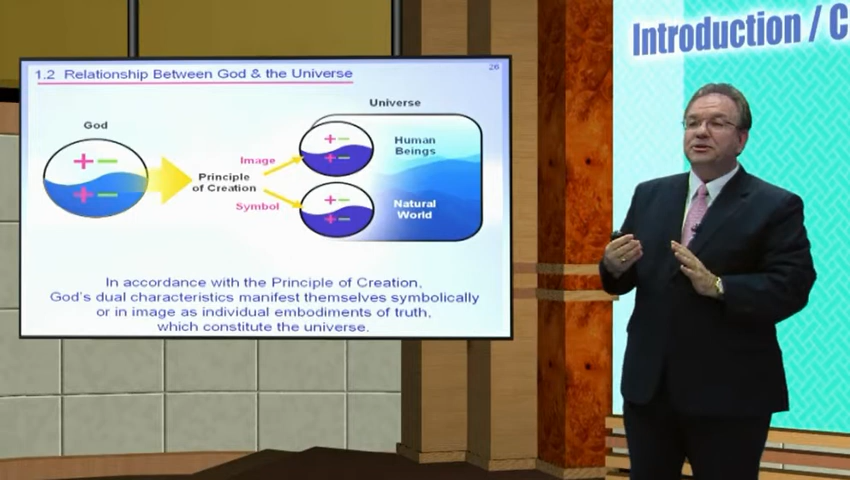 1.2 Relationship Between God & the Universe
26
Universe
God
Human
Beings
Image
Principle
of Creation
Symbol
Natural
World
In accordance with the Principle of Creation,
God's dual characteristics manifest themselves symbolically
or in image as individual embodiments of truth,
which constitute the universe.
Introduction / C